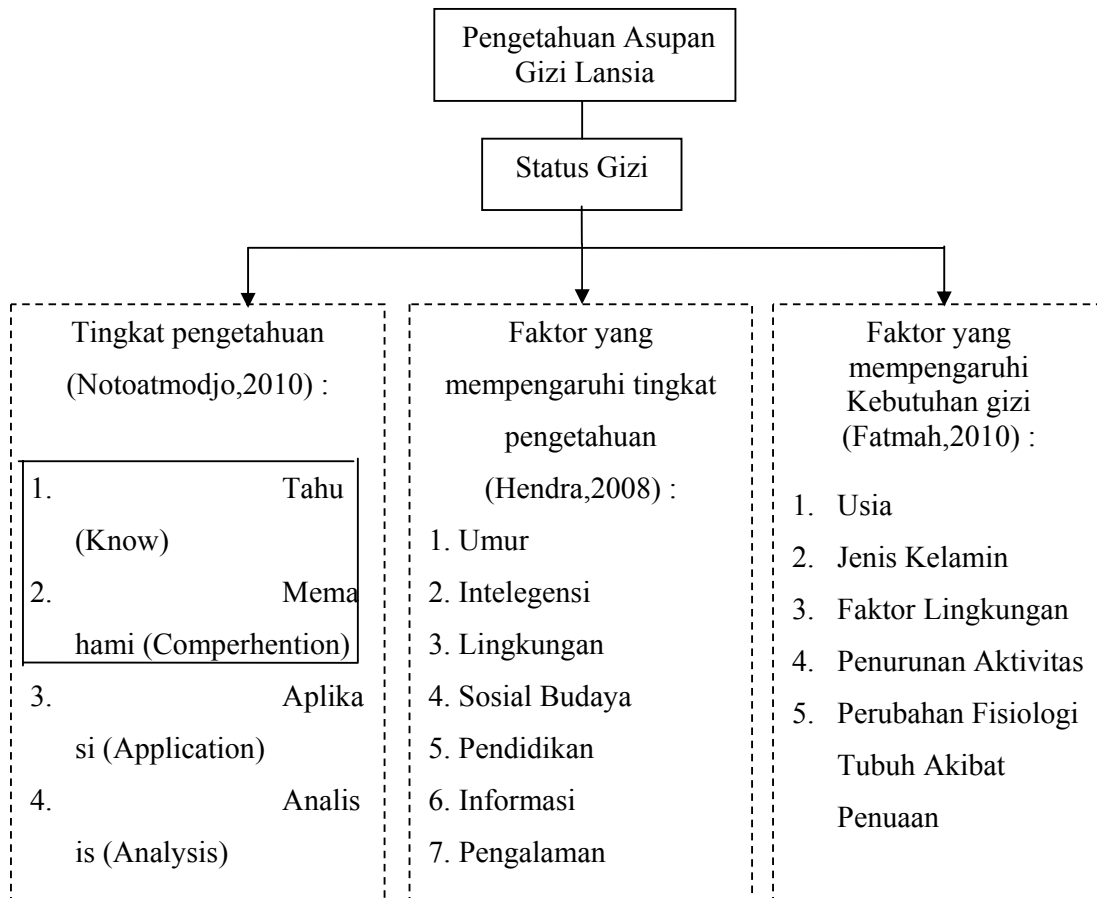 Pengetahuan Asupan
Gizi Lansia
Status Gizi
Tingkat pengetahuan
(Notoatmodjo,2010) :
1. Tahu
(Know)
2. Mema
hami (Comperhention)
3. Aplika
si (Application)
4. Analis
is (Analysis)
Faktor yang
mempengaruhi tingkat
pengetahuan
(Hendra,2008) :
1. Umur
2. Intelegensi
3. Lingkungan
4. Sosial Budaya
5. Pendidikan
6. Informasi
7. Pengalaman
Faktor yang
mempengaruhi
Kebutuhan gizi
(Fatmah,2010) :
1. Usia
2. Jenis Kelamin
3. Faktor Lingkungan
4. Penurunan Aktivitas
5. Perubahan Fisiologi
Tubuh Akibat
Penuaan